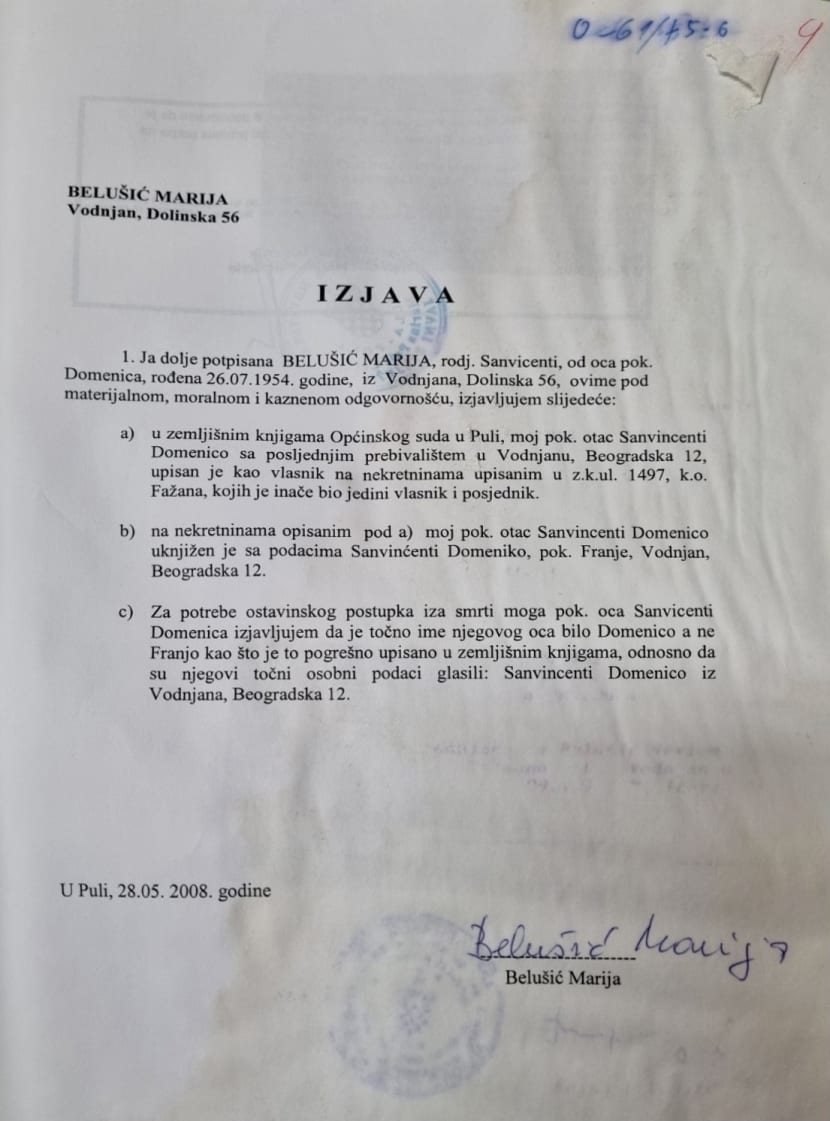 BELUŠIĆ MARIJA
Vodnjan, Dolinska 56
I Z J A V A
1. Ja dolje potpisana BELUŠIĆ MARIJA, rodj. Sanvicenti, od oca pok.
Domenica, rođena 26.07.1954. godine, iz Vodnjana, Dolinska 56, ovime pod
materijalnom, moralnom i kaznenom odgovornošću, izjavljujem slijedeće:
a) u zemljišnim knjigama Općinskog suda u Puli, moj pok. otac Sanvincenti
Domenico sa posljednjim prebivalištem u Vodnjanu, Beogradska 12,
upisan je kao vlasnik na nekretninama upisanim u z.k.ul. 1497, k.o.
Fažana, kojih je inače bio jedini vlasnik i posjednik.
b) na nekretninama opisanim pod a) moj pok. otac Sanvincenti Domenico
uknjižen je sa podacima Sanvinćenti Domeniko, pok. Franje, Vodnjan,
Beogradska 12.
c) Za potrebe ostavinskog postupka iza smrti moga pok. oca Sanvicenti
Domenica izjavljujem da je točno ime njegovog oca bilo Domenico a ne
Franjo kao što je to pogrešno upisano u zemljišnim knjigama, odnosno da
su njegovi točni osobni podaci glasili: Sanvincenti Domenico iz
Vodnjana, Beogradska 12.
U Puli, 28.05. 2008. godine
Belušić Marija
Belušić Marija